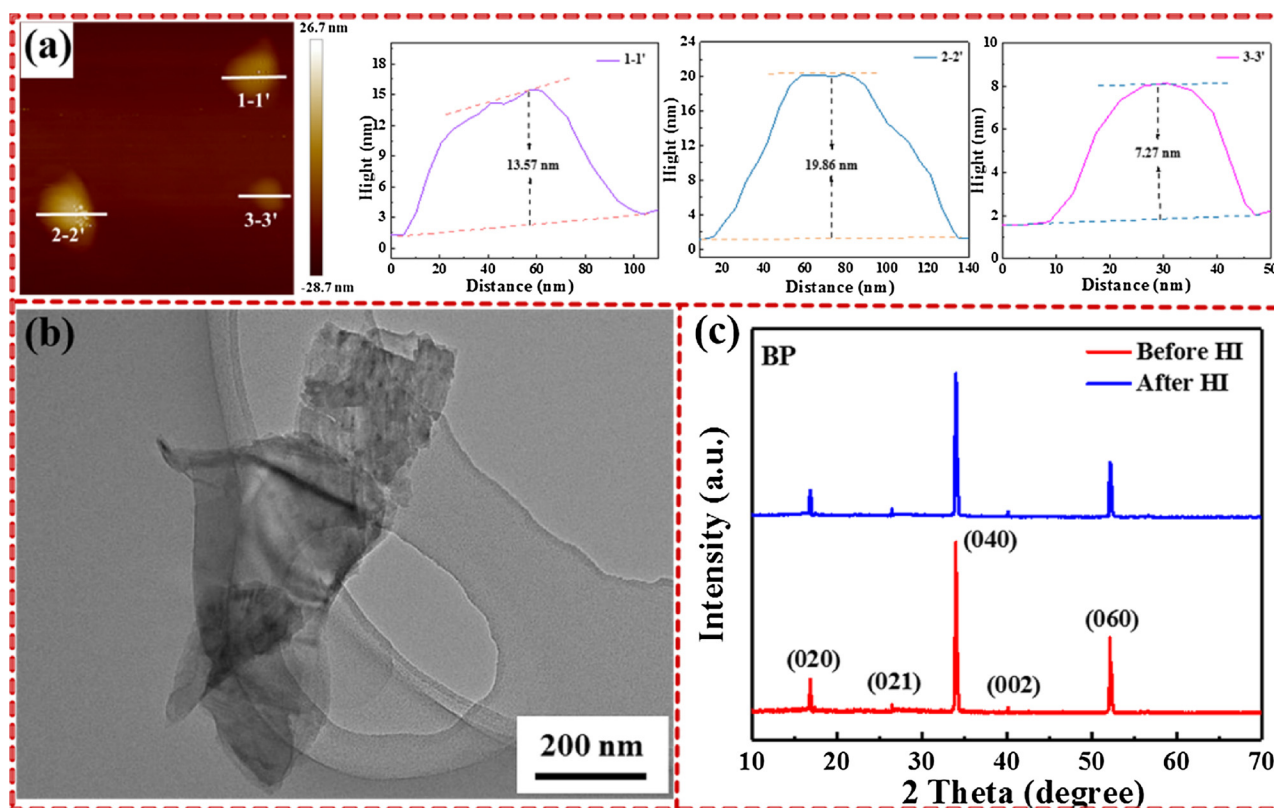 (a)
26.7 nm
-28.7 nm
1-1'
2-2'
3-3'
Hight (nm)
18
15
12
9
6
3
0
1-1'
13.57 nm
0 20 40 60 80 100
Distance (nm)
Hight (nm)
24
20
16
12
8
4
0
2-2'
19.86 nm
20 40 60 80 100 120 140
Distance (nm)
Hight (nm)
10
8
6
4
2
0
3-3'
7.27 nm
0 10 20 30 40 50
Distance (nm)
(b)
200 nm
(c)
BP
Before HI
After HI
Intensity (a.u.)
(020)
(021)
(040)
(002)
(060)
10 20 30 40 50 60 70
2 Theta (degree)